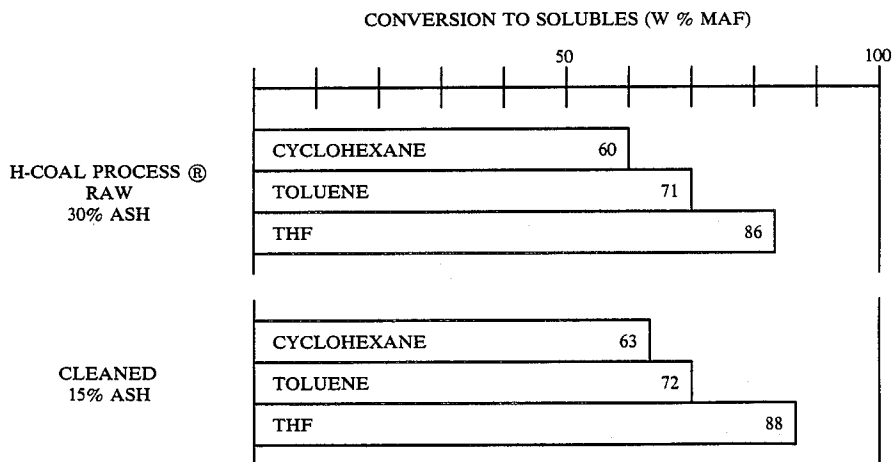 CONVERSION TO SOLUBLES (W % MAF)
50
100
H-COAL PROCESS ®
RAW
30% ASH
CYCLOHEXANE 60
TOLUENE 71
THF 86
CLEANED
15% ASH
CYCLOHEXANE 63
TOLUENE 72
THF 88